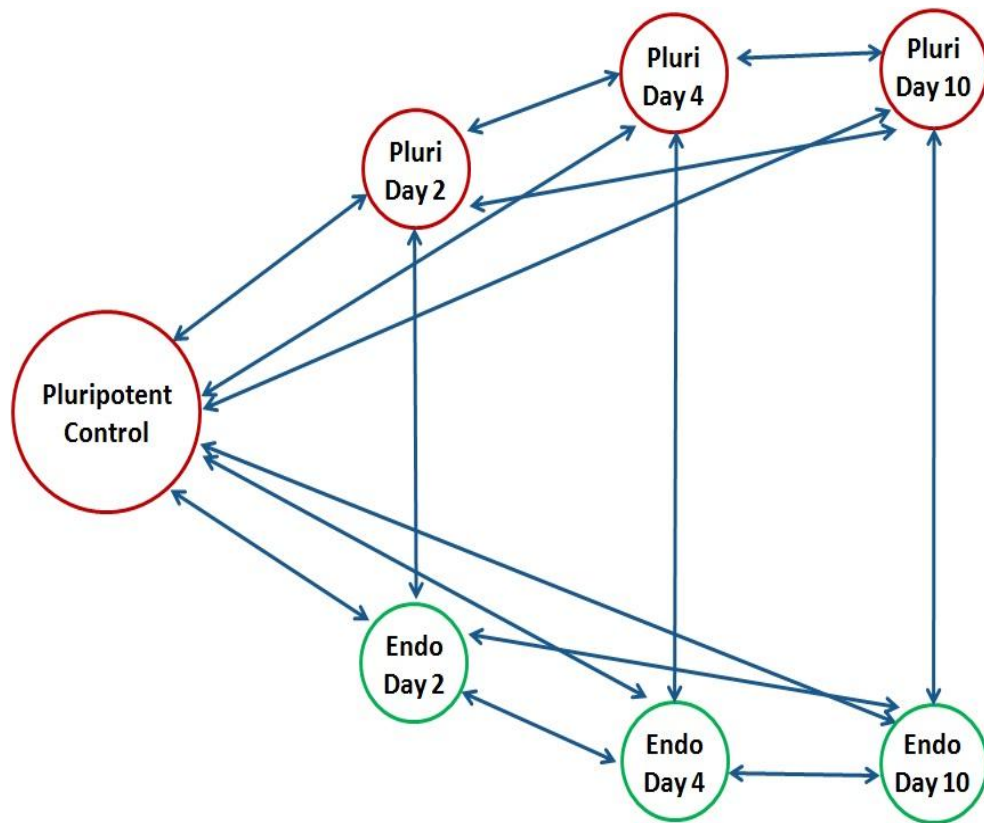 Pluri
Day 2
Pluri
Day 4
Pluri
Day 10
Pluripotent
Control
Endo
Day 2
Endo
Day 4
Endo
Day 10